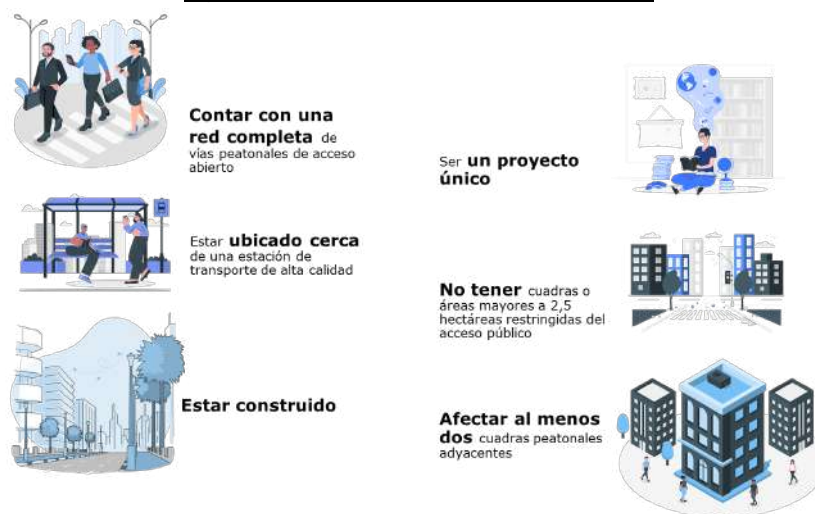 Contar con una
red completa de
vías peatonales de acceso
abierto
Estar ubicado cerca
de una estación de
transporte de alta calidad
Estar construido
Ser un proyecto
único
No tener cuadras o
áreas mayores a 2,5
hectáreas restringidas del
acceso público
Afectar al menos
dos cuadras peatonales
adyacentes